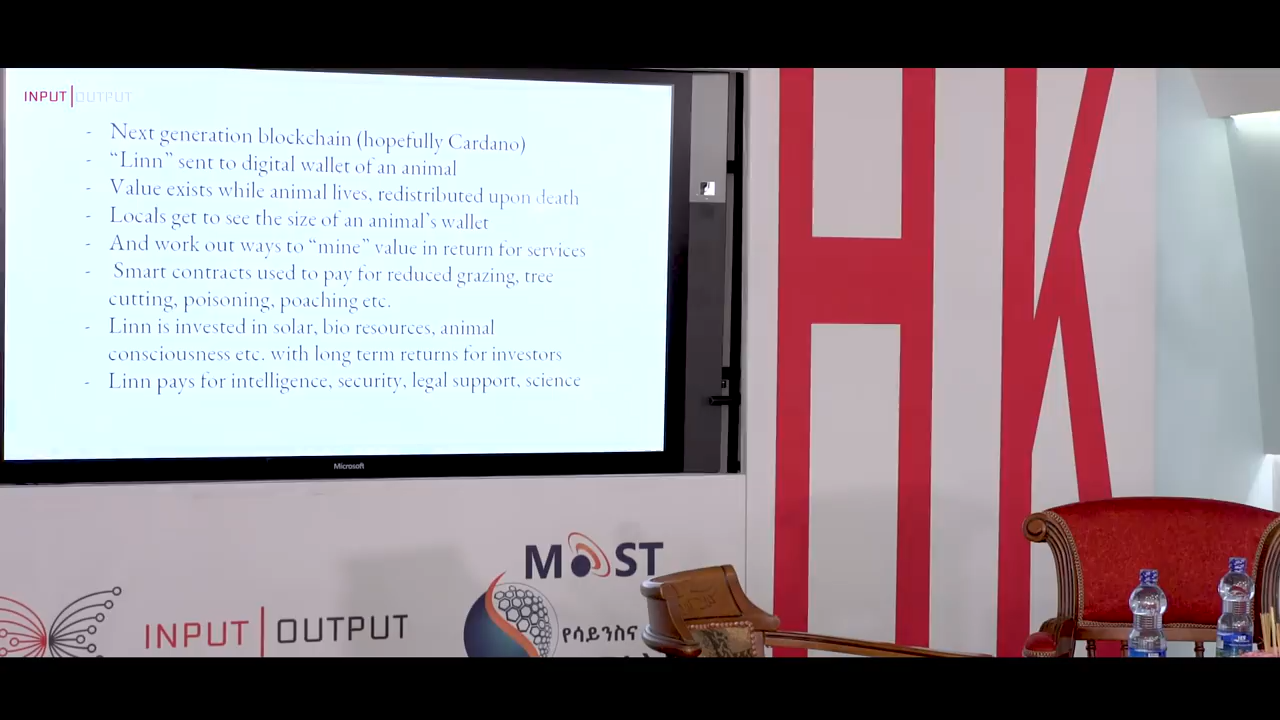 INPUT | OUTPUT
- Next generation blockchain (hopefully Cardano)
- “Linn” sent to digital wallet of an animal
- Value exists while animal lives, redistributed upon death
- Locals get to see the size of an animal’s wallet
- And work out ways to “mine” value in return for services
- Smart contracts used to pay for reduced grazing, tree
cutting, poisoning, poaching etc.
- Linn is invested in solar, bio resources, animal
consciousness etc. with long term returns for investors
- Linn pays for intelligence, security, legal support, science
Microsoft
HK
MOST
INPUT | OUTPUT
የሳይንስና